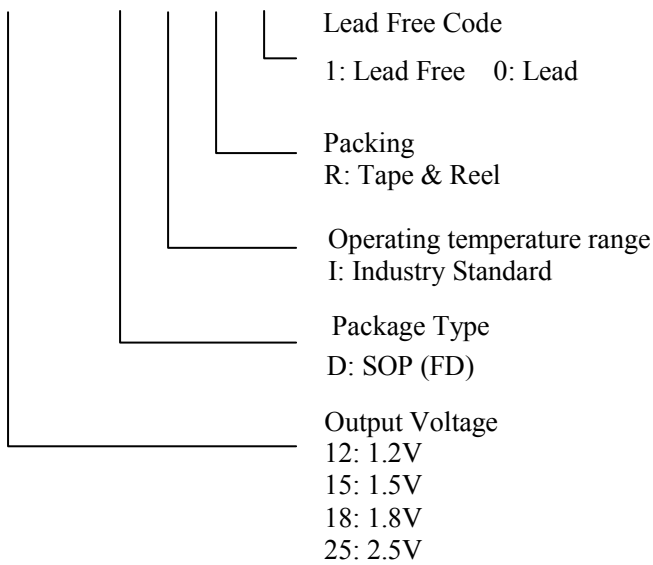 Lead Free Code
1: Lead Free 0: Lead
Packing
R: Tape & Reel
Operating temperature range
I: Industry Standard
Package Type
D: SOP (FD)
Output Voltage
12: 1.2V
15: 1.5V
18: 1.8V
25: 2.5V